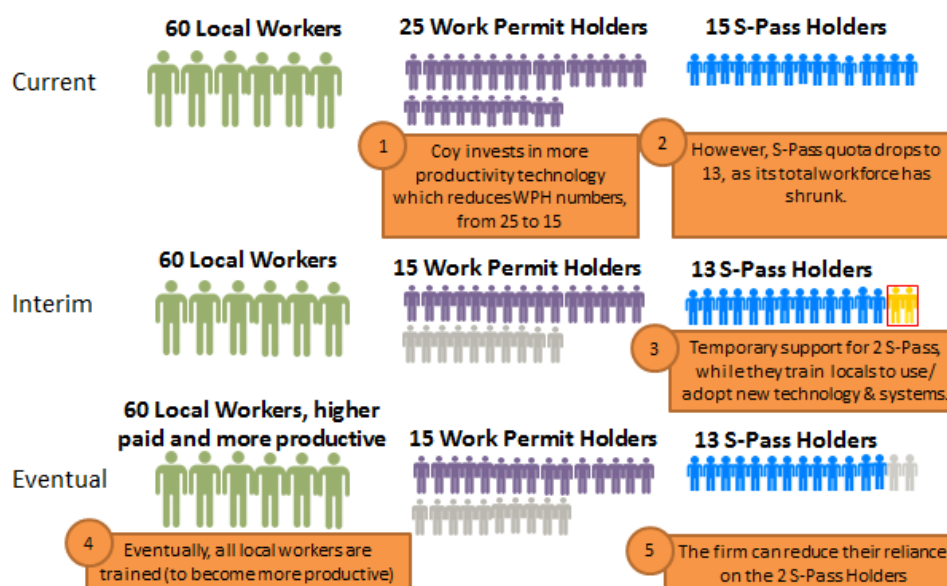 60 Local Workers
25 Work Permit Holders
15 S-Pass Holders
Current
1
Coy invests in more
productivity technology
which reduces WPH numbers,
from 25 to 15
2
However, S-Pass quota drops to
13, as its total workforce has
shrunk.
60 Local Workers
15 Work Permit Holders
13 S-Pass Holders
Interim
3
Temporary support for 2 S-Pass,
while they train locals to use/
adopt new technology & systems.
60 Local Workers, higher
paid and more productive
15 Work Permit Holders
13 S-Pass Holders
Eventual
4
Eventually, all local workers are
trained (to become more productive)
5
The firm can reduce their reliance
on the 2 S-Pass Holders